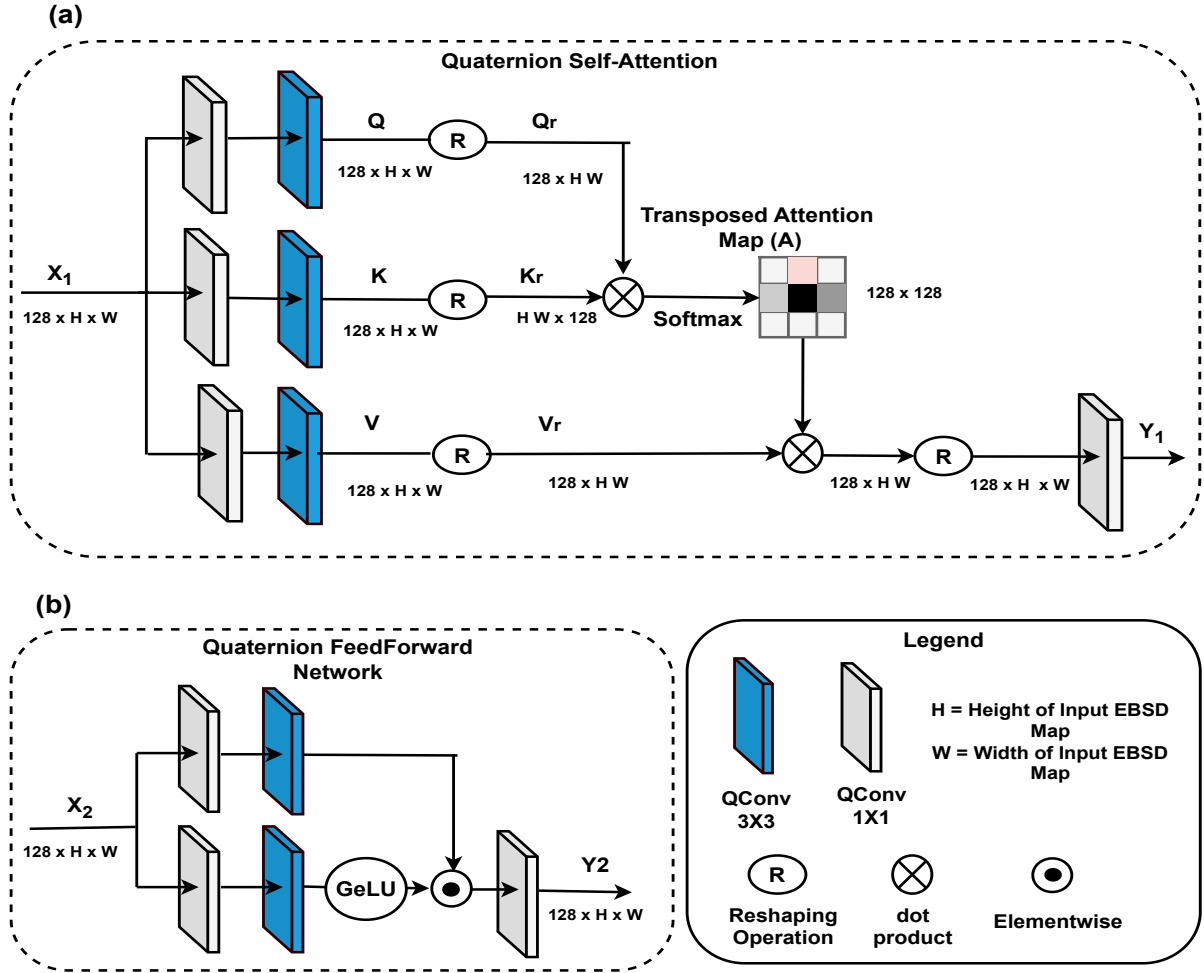 (a)
Quaternion Self-Attention
Q
R
Qr
128 x H x W
128 x H W
Transposed Attention
Map (A)
X1
K
R
Kr
128 x H x W
128 x H x W
H W x 128
Softmax
128 x 128
V
R
Vr
R
Y1
128 x H x W
128 x H W
128 x H W
128 x H x W
(b)
Quaternion FeedForward
Network
X2
128 x H x W
GeLU
Y2
128 x H x W
Legend
H = Height of Input EBSD
Map
W = Width of Input EBSD
Map
QConv
3X3
QConv
1X1
R
Reshaping
Operation
dot
product
Elementwise